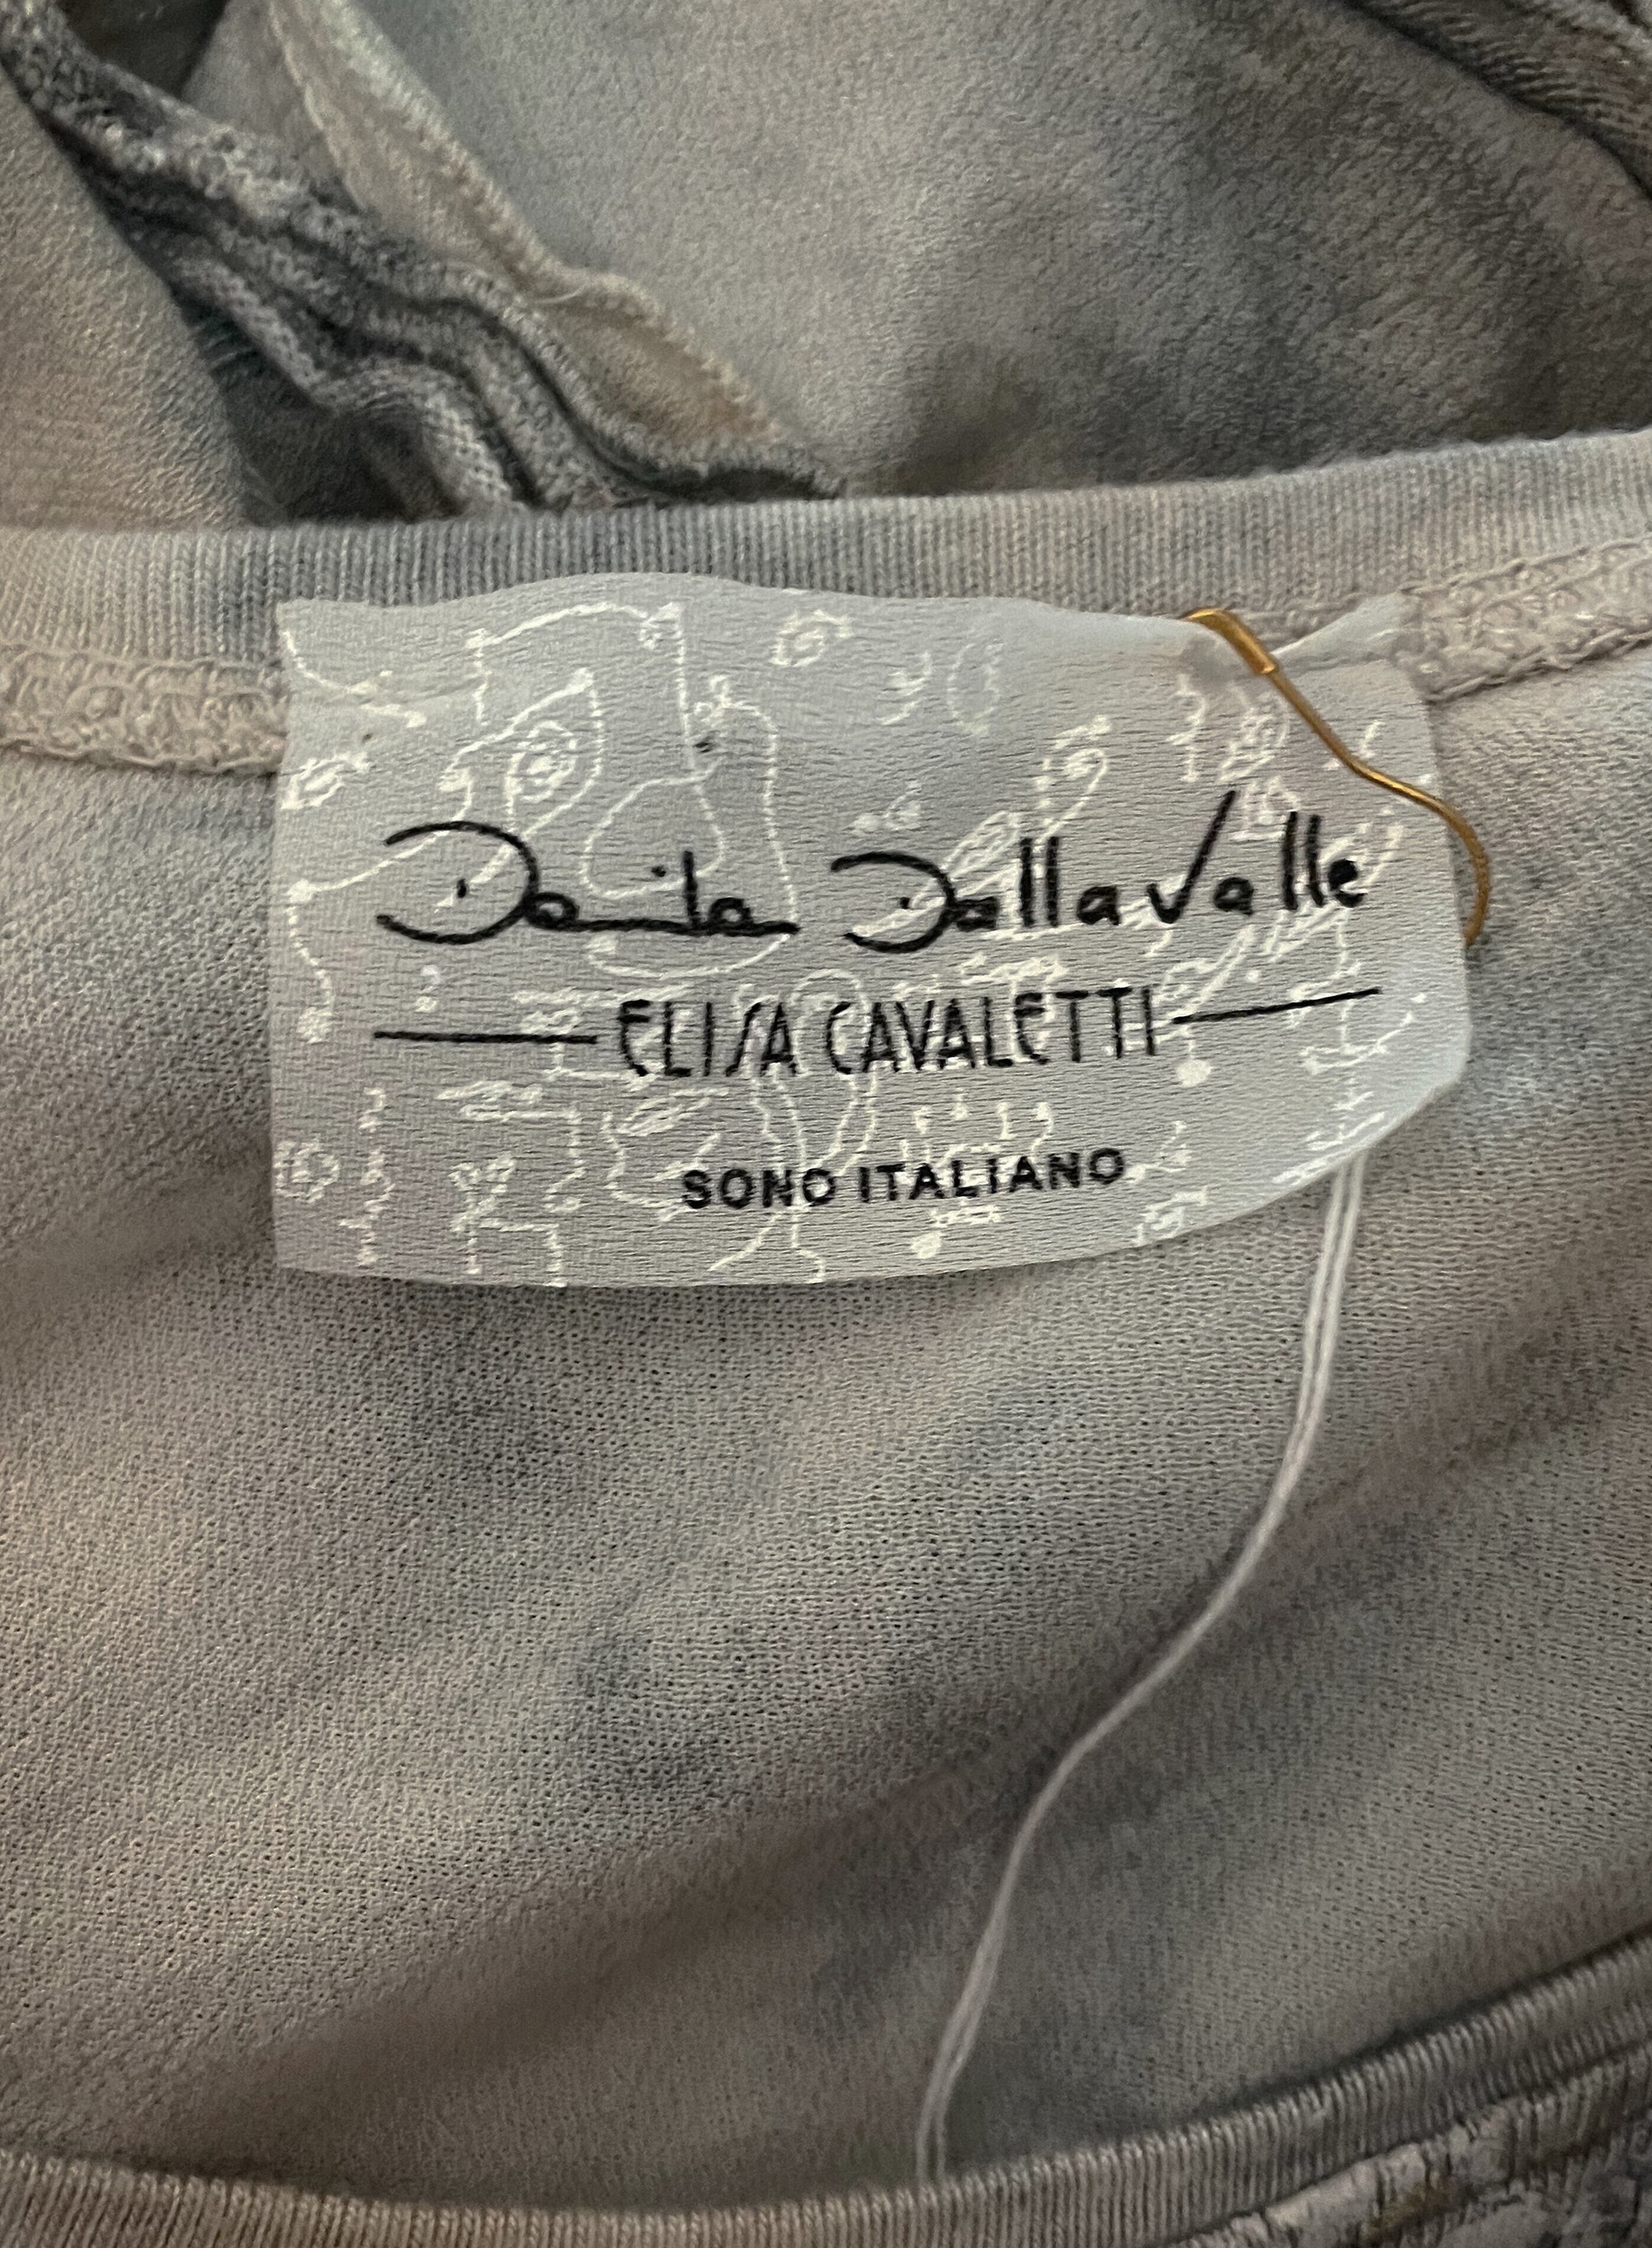 Daniela Dallavalle
ELISA CAVALETTI
SONO ITALIANO